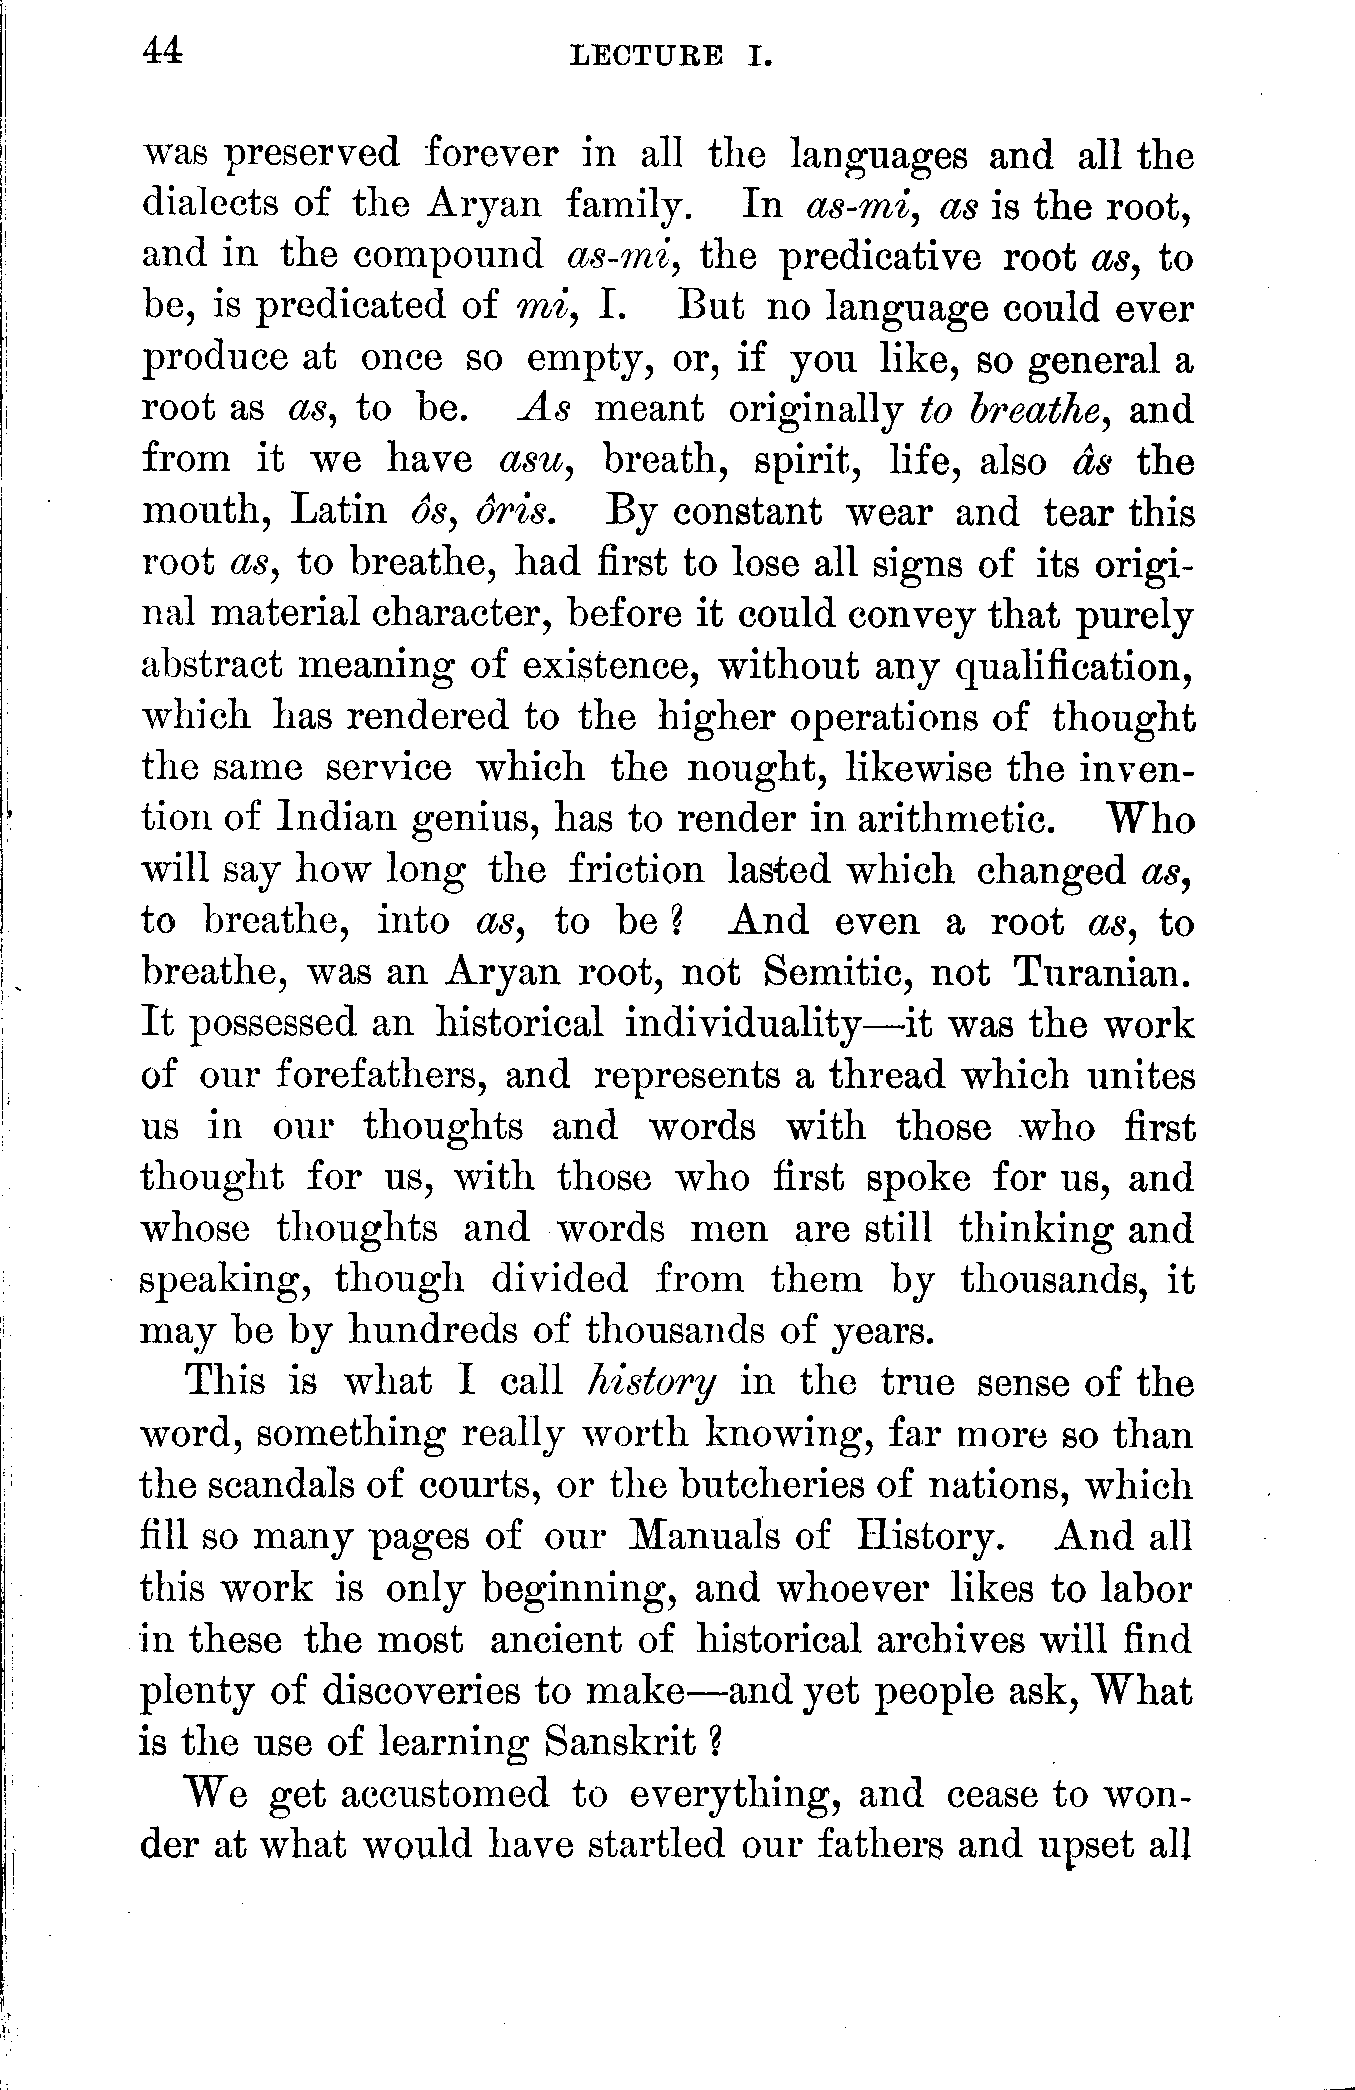 44 LECTURE I.
was preserved forever in all the languages and all the
dialects of the Aryan family. In as-mi, as is the root,
and in the compound as-mi, the predicative root as, to
be, is predicated of mi, I. But no language could ever
produce at once so empty, or, if you like, so general a
root as as, to be. As meant originally to breathe, and
from it we have asu, breath, spirit, life, also âs the
mouth, Latin ôs, ôris. By constant wear and tear this
root as, to breathe, had first to lose all signs of its origi-
nal material character, before it could convey that purely
abstract meaning of existence, without any qualification,
which has rendered to the higher operations of thought
the same service which the nought, likewise the inven-
tion of Indian genius, has to render in arithmetic. Who
will say how long the friction lasted which changed as,
to breathe, into as, to be? And even a root as, to
breathe, was an Aryan root, not Semitic, not Turanian.
It possessed an historical individuality—it was the work
of our forefathers, and represents a thread which unites
us in our thoughts and words with those who first
thought for us, with those who first spoke for us, and
whose thoughts and words men are still thinking and
speaking, though divided from them by thousands, it
may be by hundreds of thousands of years.
This is what I call history in the true sense of the
word, something really worth knowing, far more so than
the scandals of courts, or the butcheries of nations, which
fill so many pages of our Manuals of History. And all
this work is only beginning, and whoever likes to labor
in these the most ancient of historical archives will find
plenty of discoveries to make—and yet people ask, What
is the use of learning Sanskrit?
We get accustomed to everything, and cease to won-
der at what would have startled our fathers and upset all